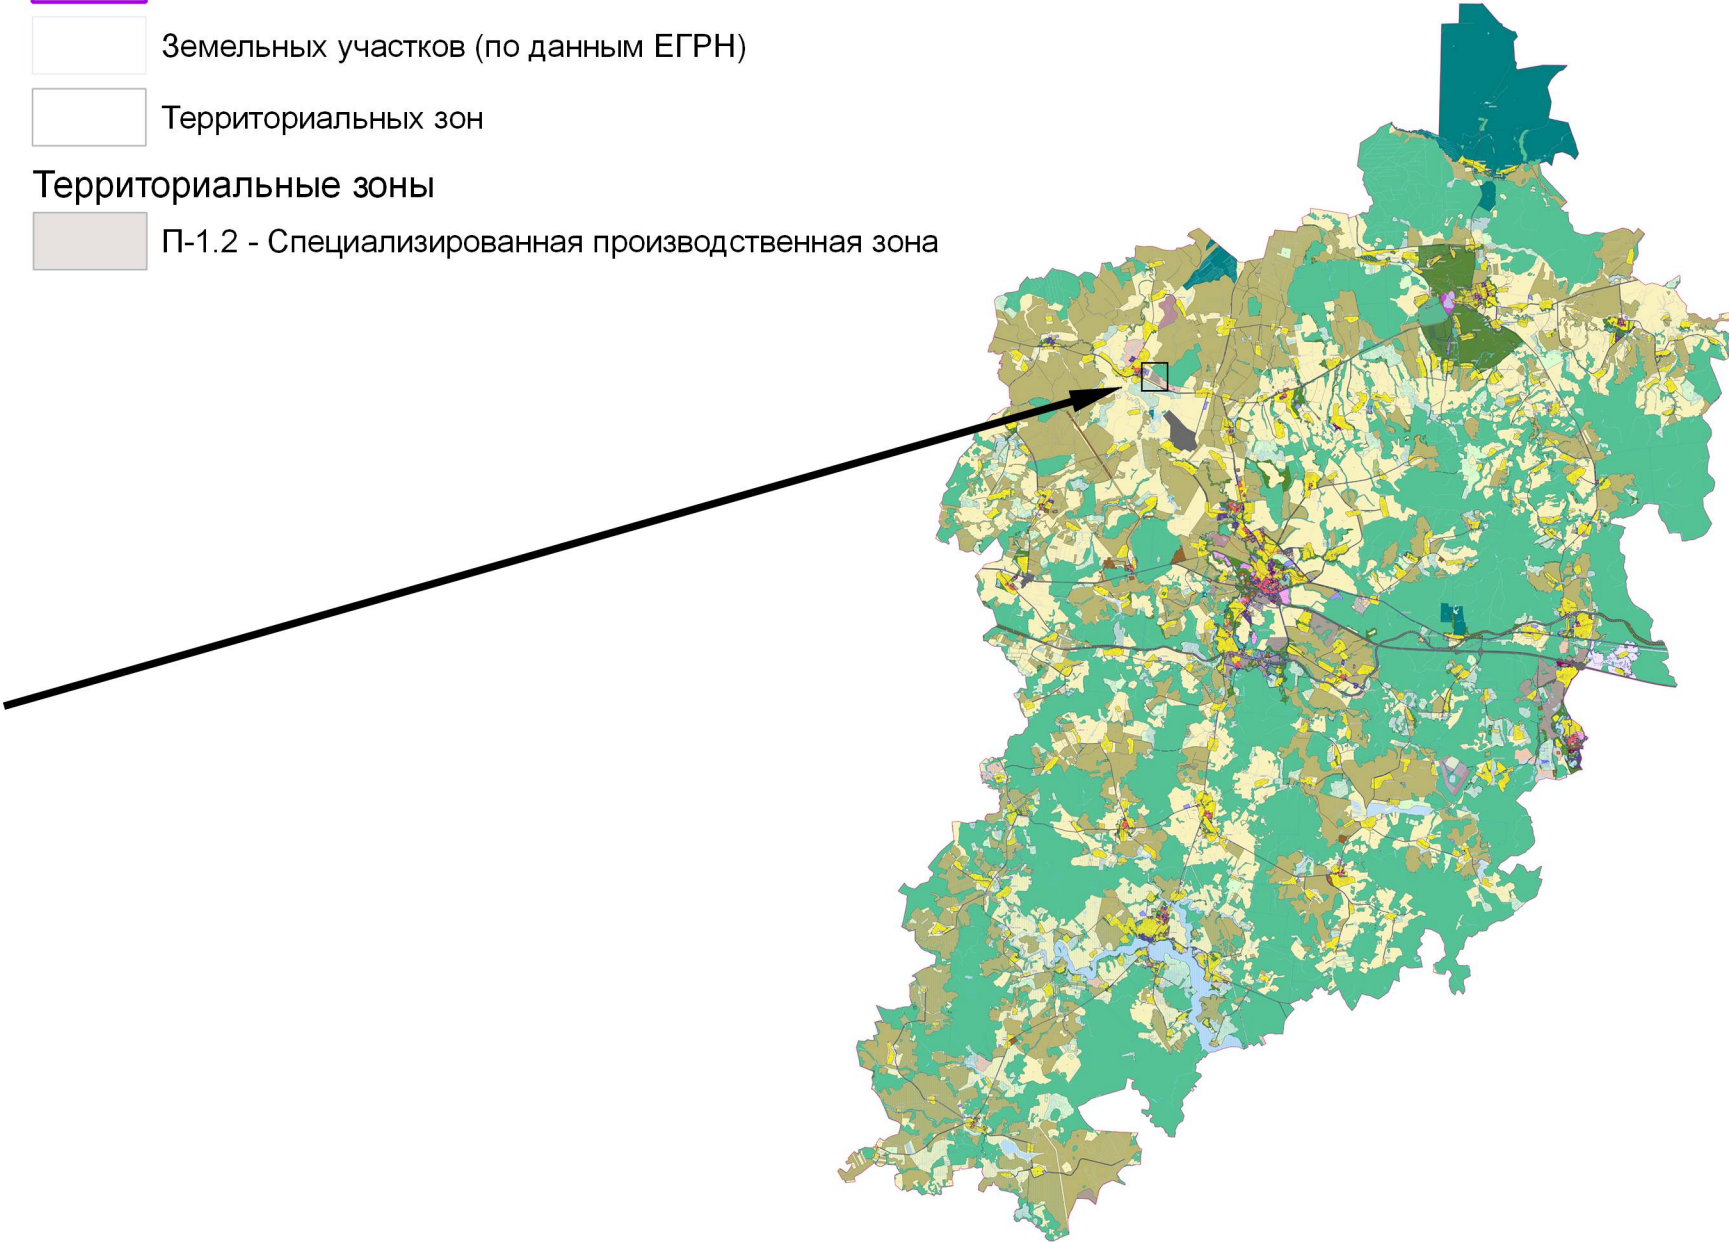 Земельных участков (по данным ЕГРН)
Территориальных зон
Территориальные зоны
П-1.2 - Специализированная производственная зона